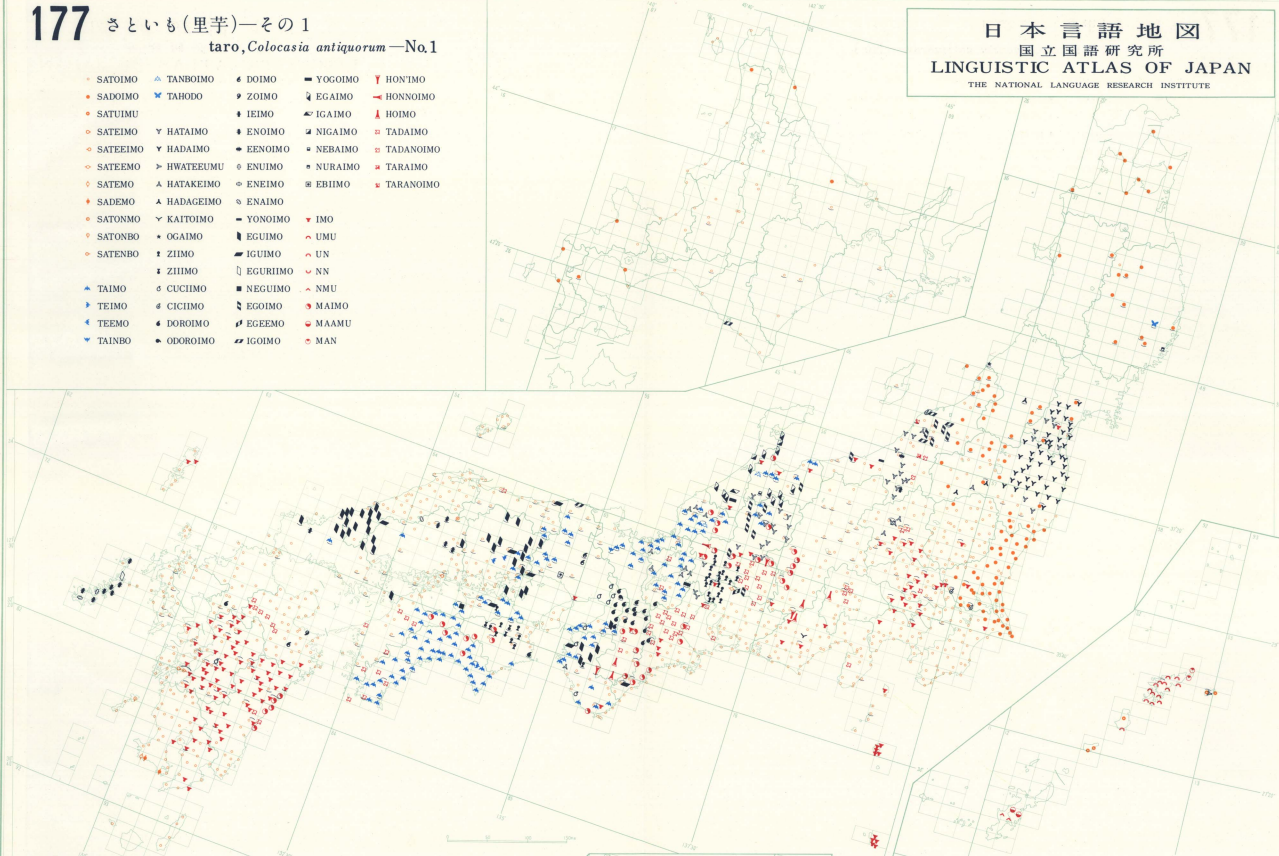 177 さといも(里芋)—その1
taro, Colocasia antiquorum—No.1
日本言語地図
国立国語研究所
LINGUISTIC ATLAS OF JAPAN
THE NATIONAL LANGUAGE RESEARCH INSTITUTE
SATOIMO
SADOIMO
SATUIMU
SATEIMO
SATEEIMO
SATEEMO
SATEMO
SADEMO
SATONMO
SATONBO
SATENBO
TAIMO
TEIMO
TEEMO
TAINBO
TANBOIMO
TAHODO
HATAIMO
HADAIMO
HWATEEUMU
HATAKEIMO
HADAGEIMO
KAITOIMO
OGAIMO
ZIIMO
ZIIIMO
CUCIIMO
CICIIMO
DOROIMO
ODOROIMO
DOIMO
ZOIMO
IEIMO
ENOIMO
EENOIMO
ENUIMO
ENEIMO
ENAIMO
YONOIMO
EGUIMO
IGUIMO
EGURIIMO
NEGUIMO
EGOIMO
EGEEMO
IGOIMO
YOGOIMO
EGAIMO
IGAIMO
NIGAIMO
NEBAIMO
NURAIMO
EBIIMO
IMO
UMU
UN
NN
NMU
MAIMO
MAAMU
MAN
HON'IMO
HONNOIMO
HOIMO
TADAIMO
TADANOIMO
TARAIMO
TARANOIMO